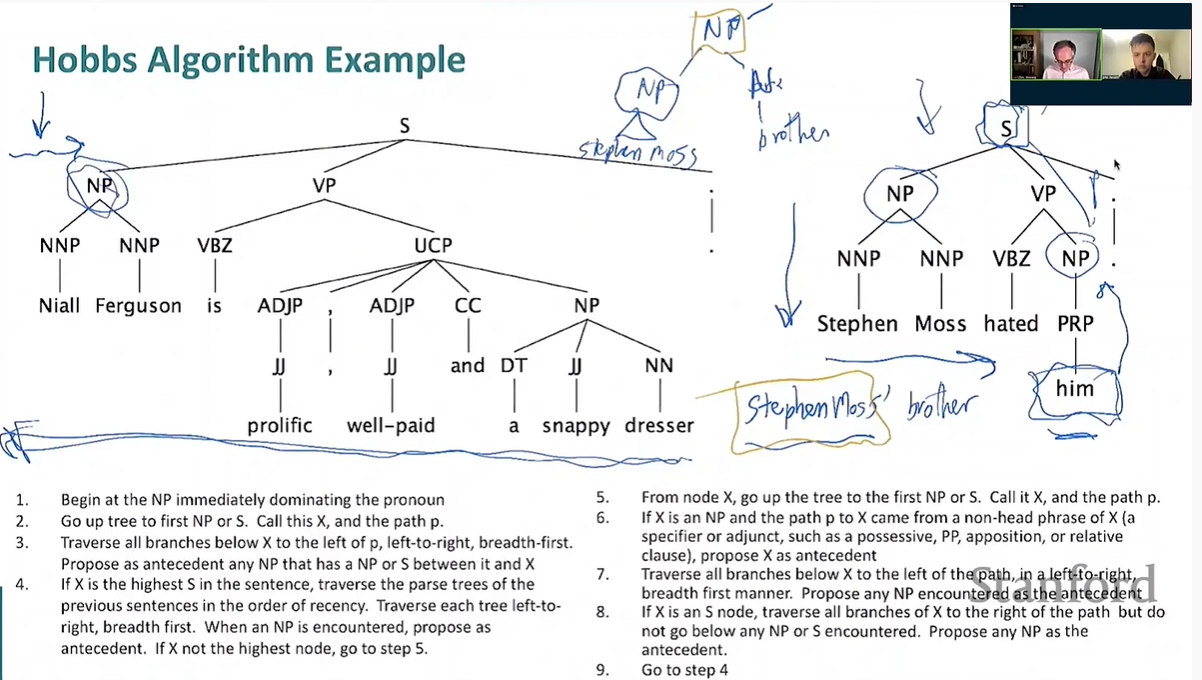 Hobbs Algorithm Example
NP
NP
brother
Stephen Moss
S
S
NP
VP
.
NP
VP
.
NNP
NNP
VBZ
UCP
.
NNP
NNP
VBZ
NP
.
Niall Ferguson is
ADJP
,
ADJP
CC
NP
Stephen Moss hated PRP
JJ
,
JJ
and
DT
JJ
NN
him
Stephen Moss' brother
prolific
well-paid
a snappy dresser
1. Begin at the NP immediately dominating the pronoun
2. Go up tree to first NP or S. Call this X, and the path p.
3. Traverse all branches below X to the left of p, left-to-right, breadth-first.
Propose as antecedent any NP that has a NP or S between it and X
4. If X is the highest S in the sentence, traverse the parse trees of the
previous sentences in the order of recency. Traverse each tree left-to-
right, breadth first. When an NP is encountered, propose as
antecedent. If X not the highest node, go to step 5.
5. From node X, go up the tree to the first NP or S. Call it X, and the path p.
6. If X is an NP and the path p to X came from a non-head phrase of X (a
specifier or adjunct, such as a possessive, PP, apposition, or relative
clause), propose X as antecedent
7. Traverse all branches below X to the left of the path, in a left-to-right,
breadth first manner. Propose any NP encountered as the antecedent
8. If X is an S node, traverse all branches of X to the right of the path but do
not go below any NP or S encountered. Propose any NP as the
antecedent.
9. Go to step 4
Stanford